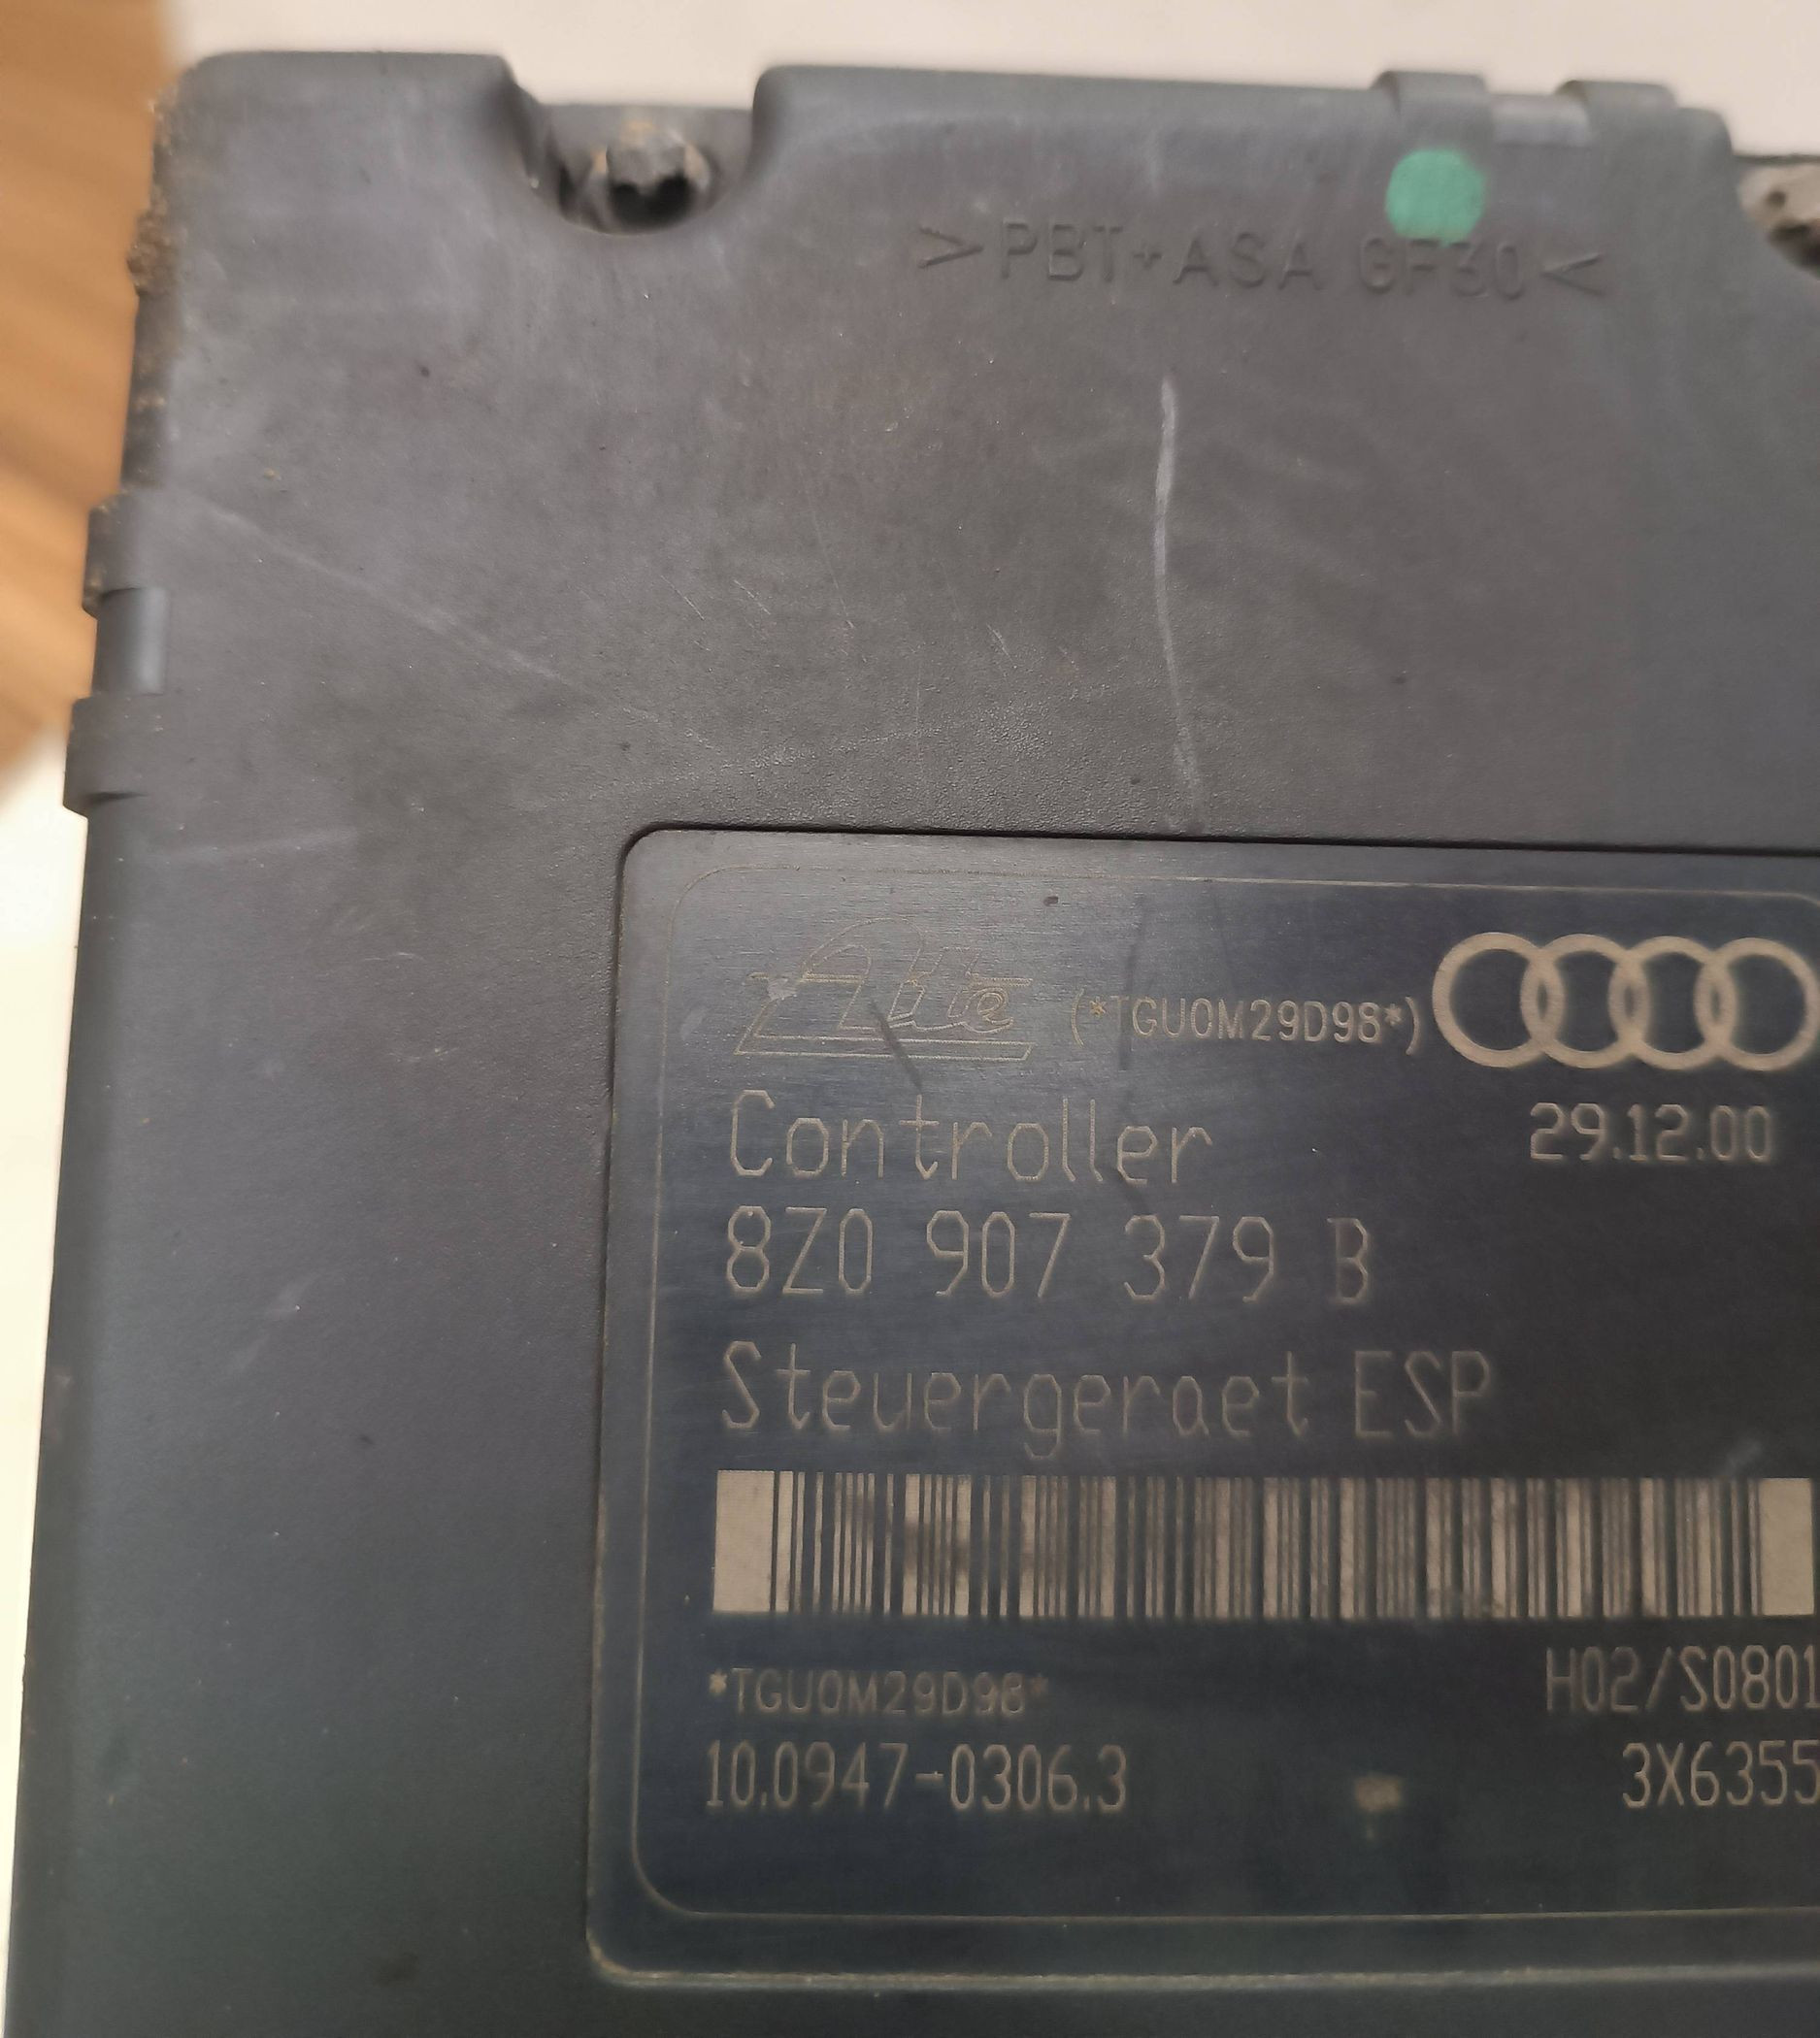 >PBT+ASA GF30<
Ate (*TGU0M29D98*)
Controller 29.12.00
8Z0 907 379 B
Steuergeraet ESP
*TGU0M29D98* H02/S0801
10.0947-0306.3 3X6355